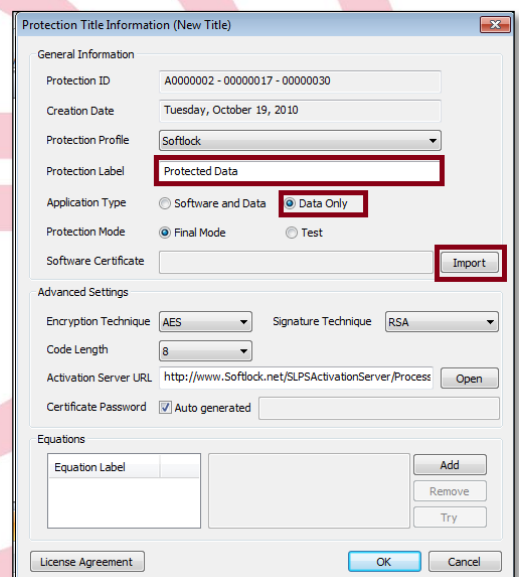 Protection Title Information (New Title)
General Information
Protection ID A0000002 - 00000017 - 00000030
Creation Date Tuesday, October 19, 2010
Protection Profile Softlock
Protection Label Protected Data
Application Type Software and Data Data Only
Protection Mode Final Mode Test
Software Certificate Import
Advanced Settings
Encryption Technique AES Signature Technique RSA
Code Length 8
Activation Server URL http://www.Softlock.net/SLPSActivationServer/Process Open
Certificate Password Auto generated
Equations
Equation Label Add
Remove
Try
License Agreement OK Cancel